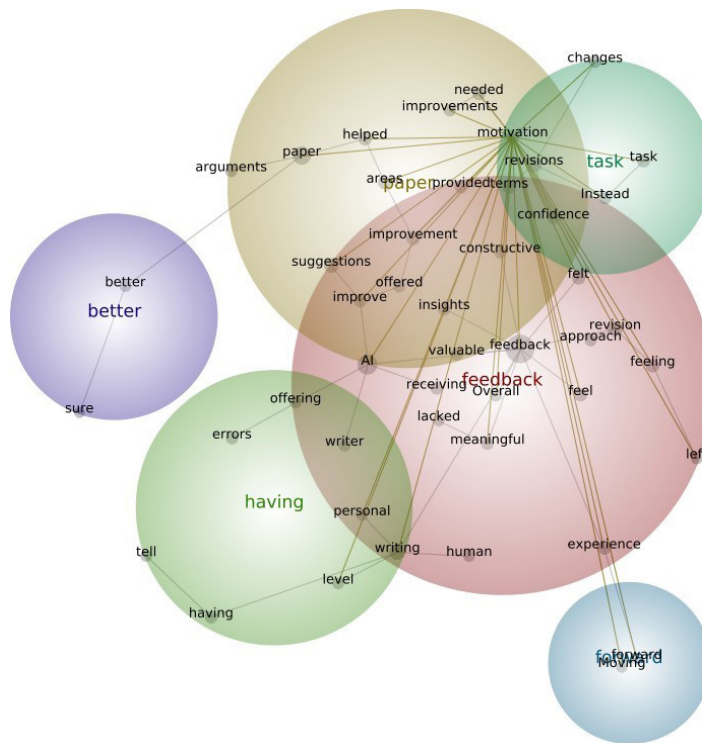 changes
needed
improvements
motivation
helped
paper
arguments
revisions
task
task
areas
paper
provided
terms
Instead
confidence
improvement
constructive
suggestions
felt
better
offered
improve
insights
better
revision
approach
feedback
valuable
AI
feeling
feedback
receiving
Overall
feel
offering
sure
lacked
errors
writer
meaningful
left
having
personal
experience
tell
writing
human
level
having
forward
forward
Moving